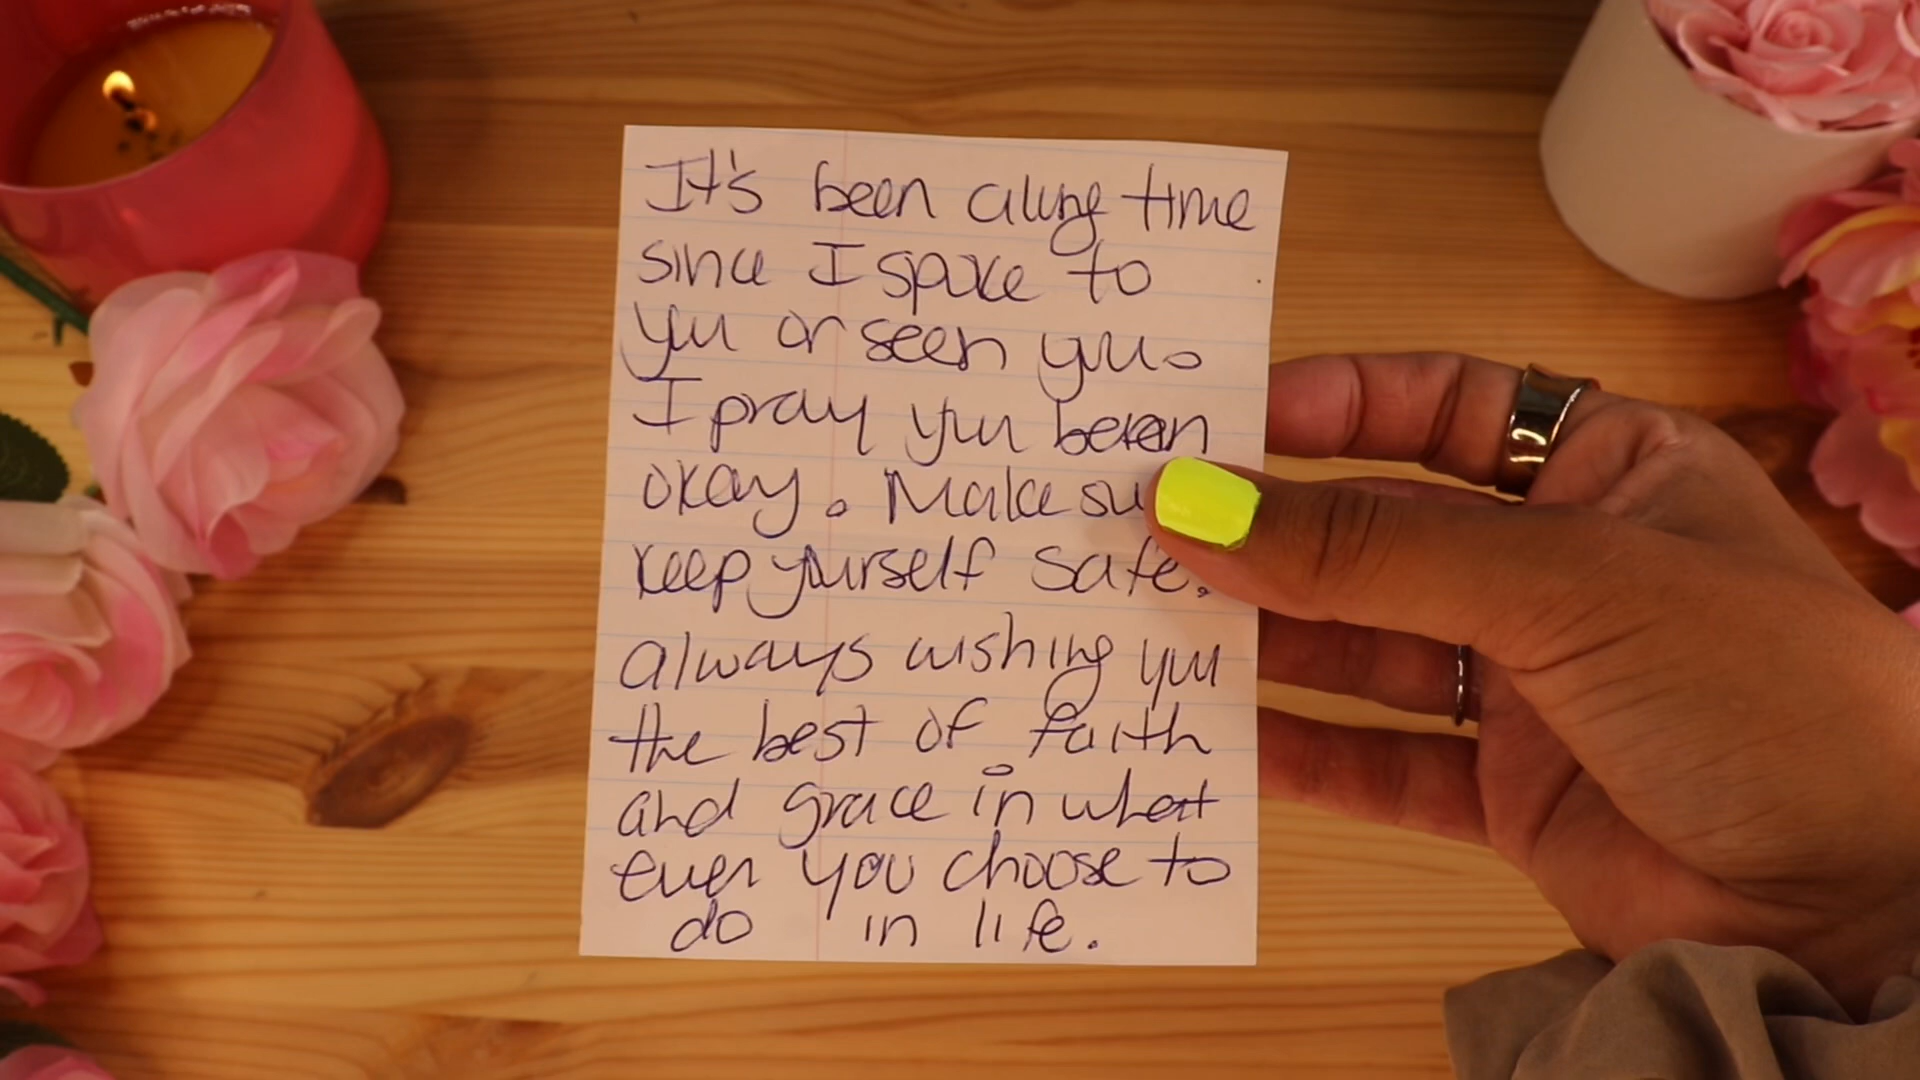 It's been along time
since I spoke to
you or seen you.
I pray you been
okay. Make su
keep yourself safe.
always wishing you
the best of faith
and grace in what
ever you choose to
do in life.